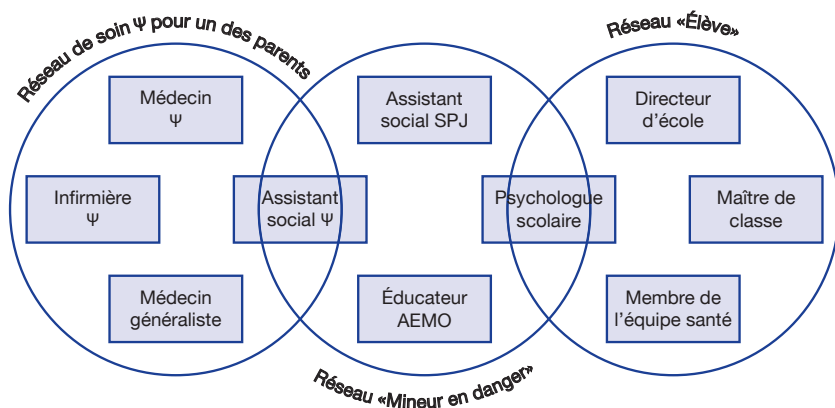 Réseau de soin Ψ pour un des parents
Réseau «Élève»
Médecin
Ψ
Assistant
social SPJ
Directeur
d'école
Infirmière
Ψ
Assistant
social Ψ
Psychologue
scolaire
Maître de
classe
Médecin
généraliste
Éducateur
AEMO
Membre de
l'équipe santé
Réseau «Mineur en danger»